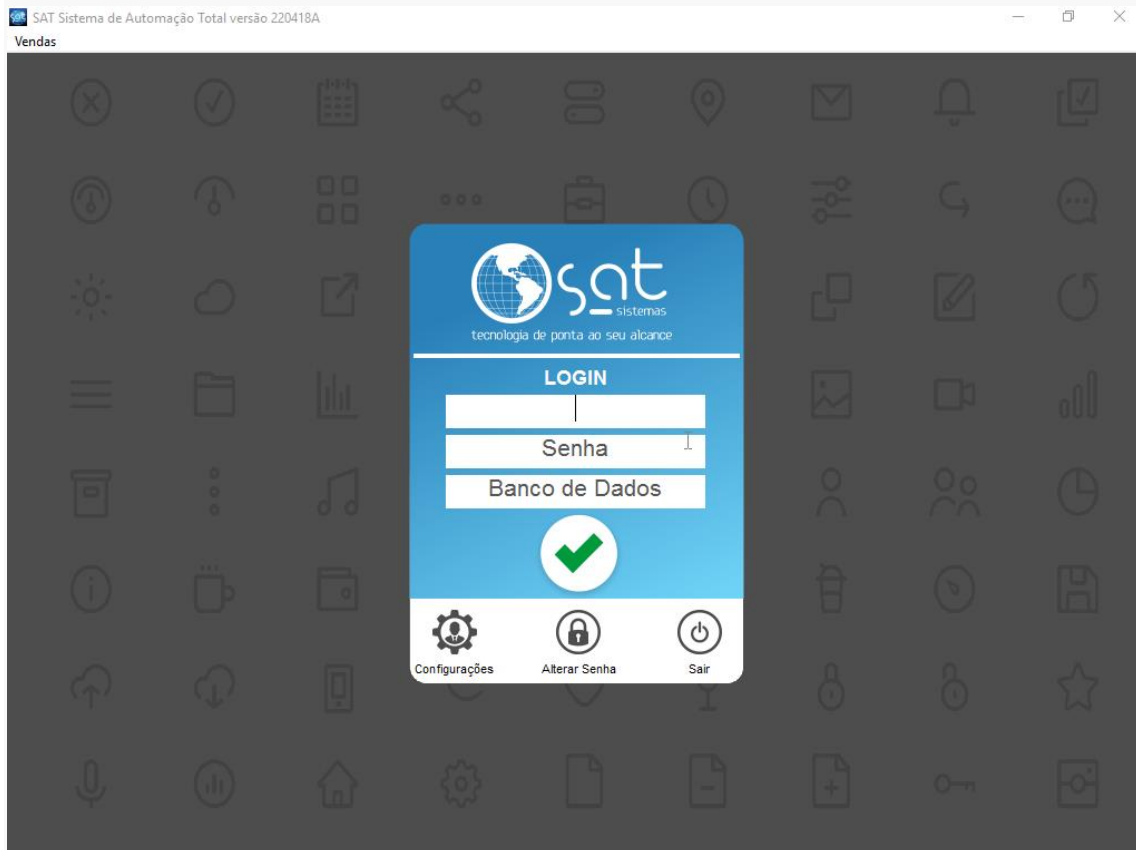 SAT Sistema de Automação Total versão 220418A
Vendas
sat
sistemas
tecnologia de ponta ao seu alcance
LOGIN
Senha
Banco de Dados
Configurações Alterar Senha Sair